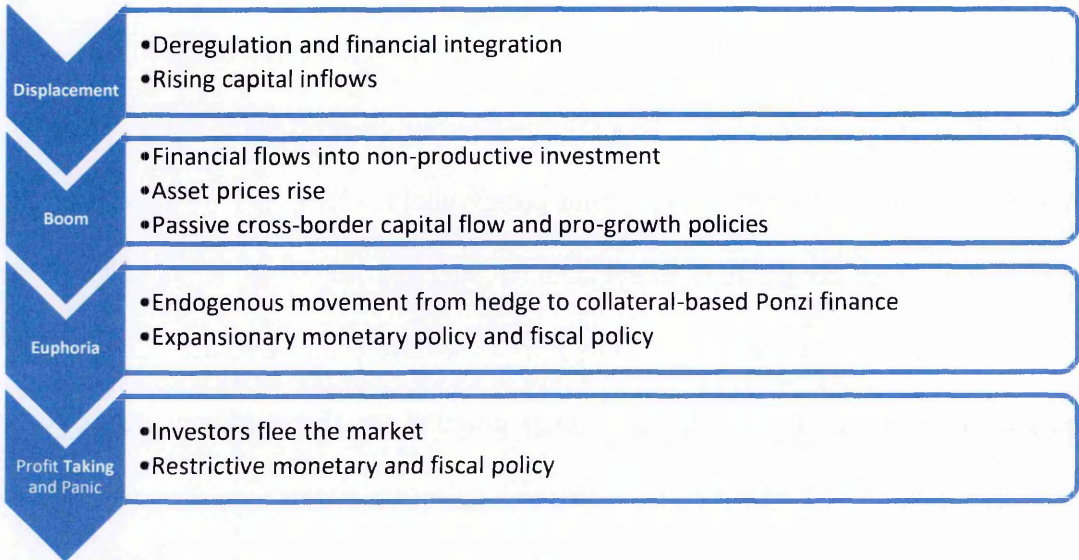 Displacement
•Deregulation and financial integration
•Rising capital inflows
Boom
•Financial flows into non-productive investment
•Asset prices rise
•Passive cross-border capital flow and pro-growth policies
Euphoria
•Endogenous movement from hedge to collateral-based Ponzi finance
•Expansionary monetary policy and fiscal policy
Profit Taking
and Panic
•Investors flee the market
•Restrictive monetary and fiscal policy